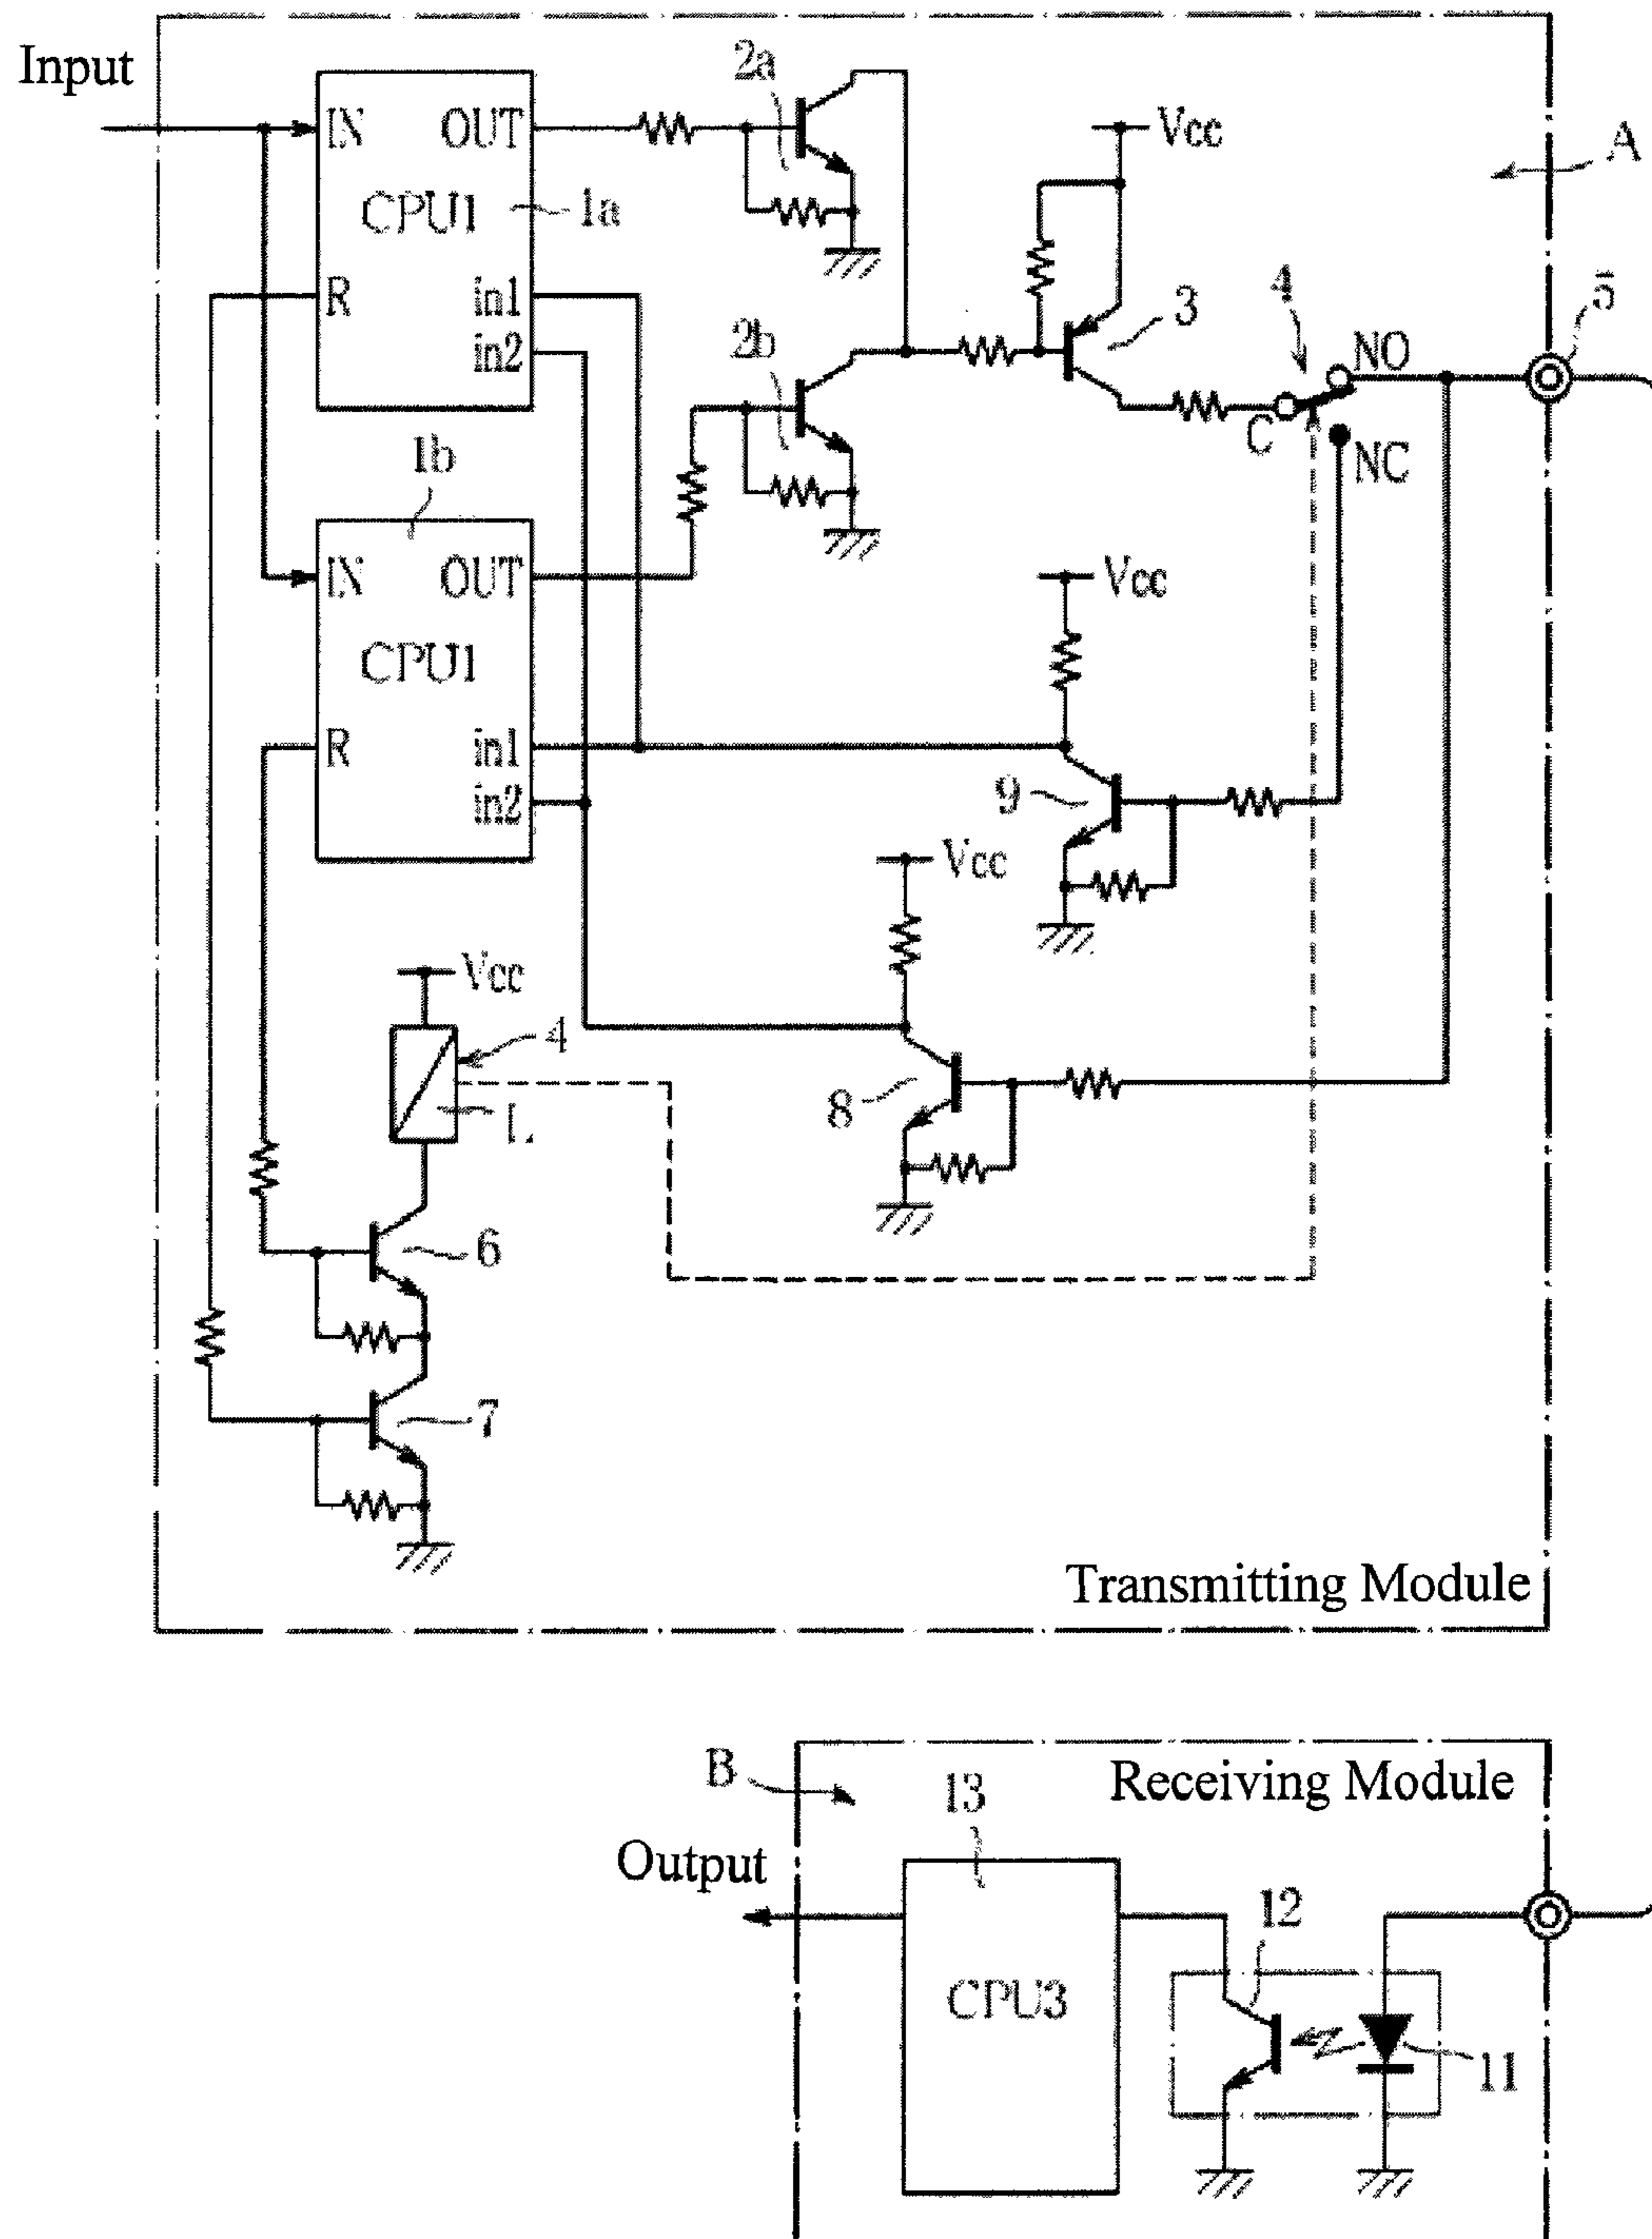 Input
IN
OUT
CPU1
R
in1
in2
1a
2a
2b
Vcc
3
4
NO
C
NC
A
5
1b
IN
OUT
CPU1
R
in1
in2
Vcc
9
Vcc
8
Vcc
4
L
6
7
Transmitting Module
B
Receiving Module
13
Output
CPU3
12
11